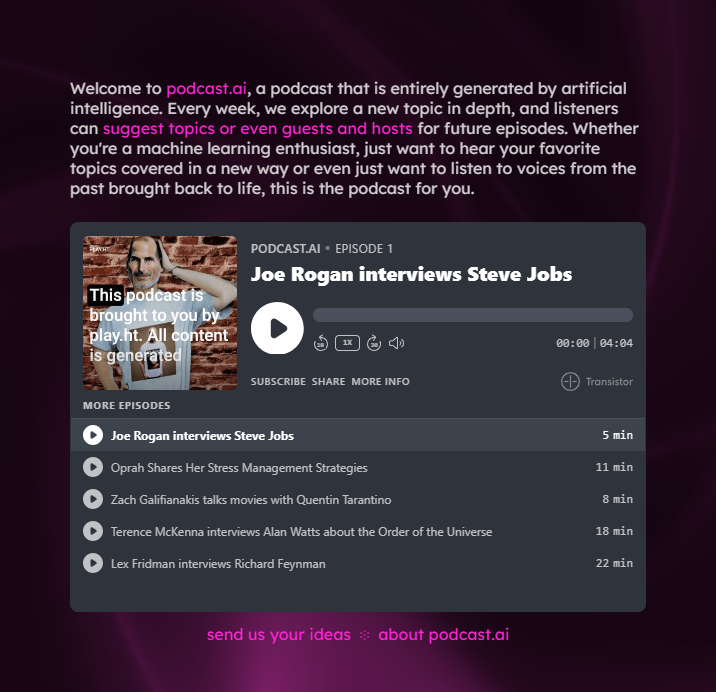 Welcome to podcast.ai, a podcast that is entirely generated by artificial
intelligence. Every week, we explore a new topic in depth, and listeners
can suggest topics or even guests and hosts for future episodes. Whether
you're a machine learning enthusiast, just want to hear your favorite
topics covered in a new way or even just want to listen to voices from the
past brought back to life, this is the podcast for you.
PLAY.HT
This podcast is
brought to you by
play.ht. All content
is generated
PODCAST.AI • EPISODE 1
Joe Rogan interviews Steve Jobs
10 1X 30
00:00 | 04:04
SUBSCRIBE SHARE MORE INFO
Transistor
MORE EPISODES
Joe Rogan interviews Steve Jobs 5 min
Oprah Shares Her Stress Management Strategies 11 min
Zach Galifianakis talks movies with Quentin Tarantino 8 min
Terence McKenna interviews Alan Watts about the Order of the Universe 18 min
Lex Fridman interviews Richard Feynman 22 min
send us your ideas ፨ about podcast.ai